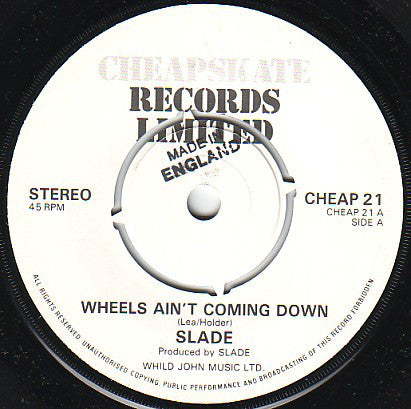 CHEAPSKATE
RECORDS
LIMITED
MADE IN
ENGLAND
STEREO
45 RPM
CHEAP 21
CHEAP 21 A
SIDE A
WHEELS AIN'T COMING DOWN
(Lea/Holder)
SLADE
Produced by SLADE
WHILD JOHN MUSIC LTD.
ALL RIGHTS RESERVED. UNAUTHORISED COPYING, PUBLIC PERFORMANCE AND BROADCASTING OF THIS RECORD FORBIDDEN.